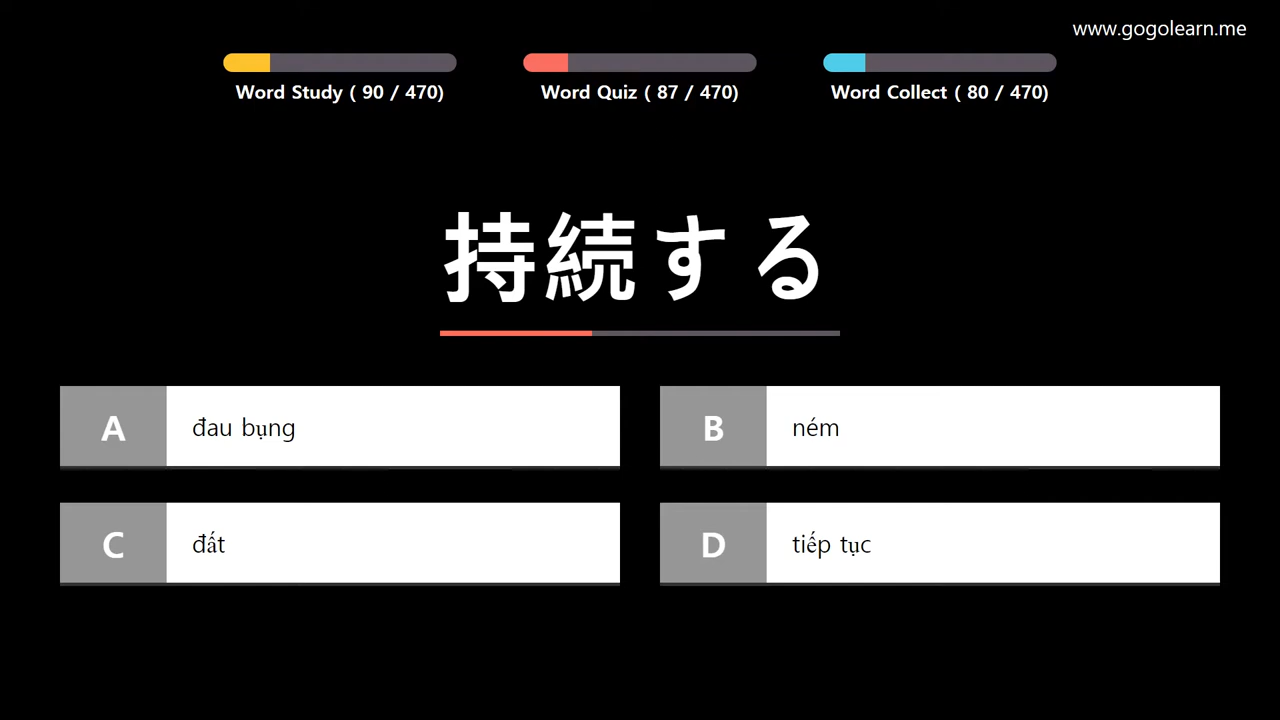 www.gogolearn.me
Word Study ( 90 / 470)
Word Quiz ( 87 / 470)
Word Collect ( 80 / 470)
持続する
A
đau bụng
B
ném
C
đất
D
tiếp tục